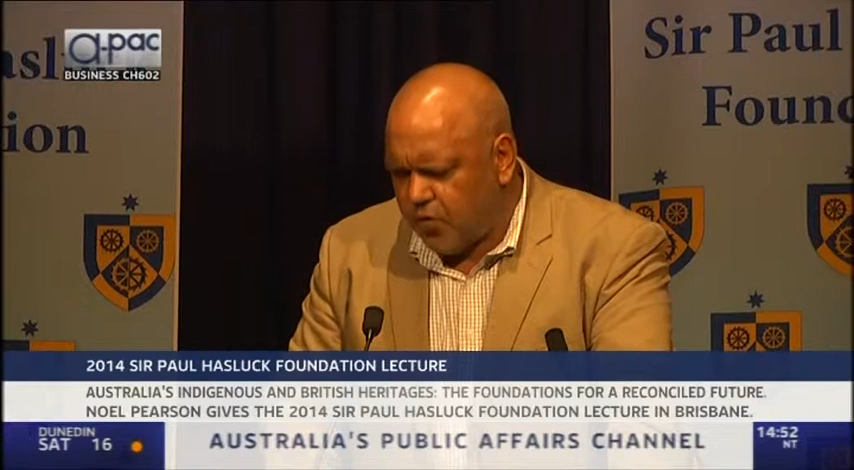 a-pac
BUSINESS CH602
asl
ion
Sir Paul
Found
2014 SIR PAUL HASLUCK FOUNDATION LECTURE
AUSTRALIA'S INDIGENOUS AND BRITISH HERITAGES: THE FOUNDATIONS FOR A RECONCILED FUTURE.
NOEL PEARSON GIVES THE 2014 SIR PAUL HASLUCK FOUNDATION LECTURE IN BRISBANE.
DUNEDIN
SAT 16
AUSTRALIA'S PUBLIC AFFAIRS CHANNEL
14:52
NT